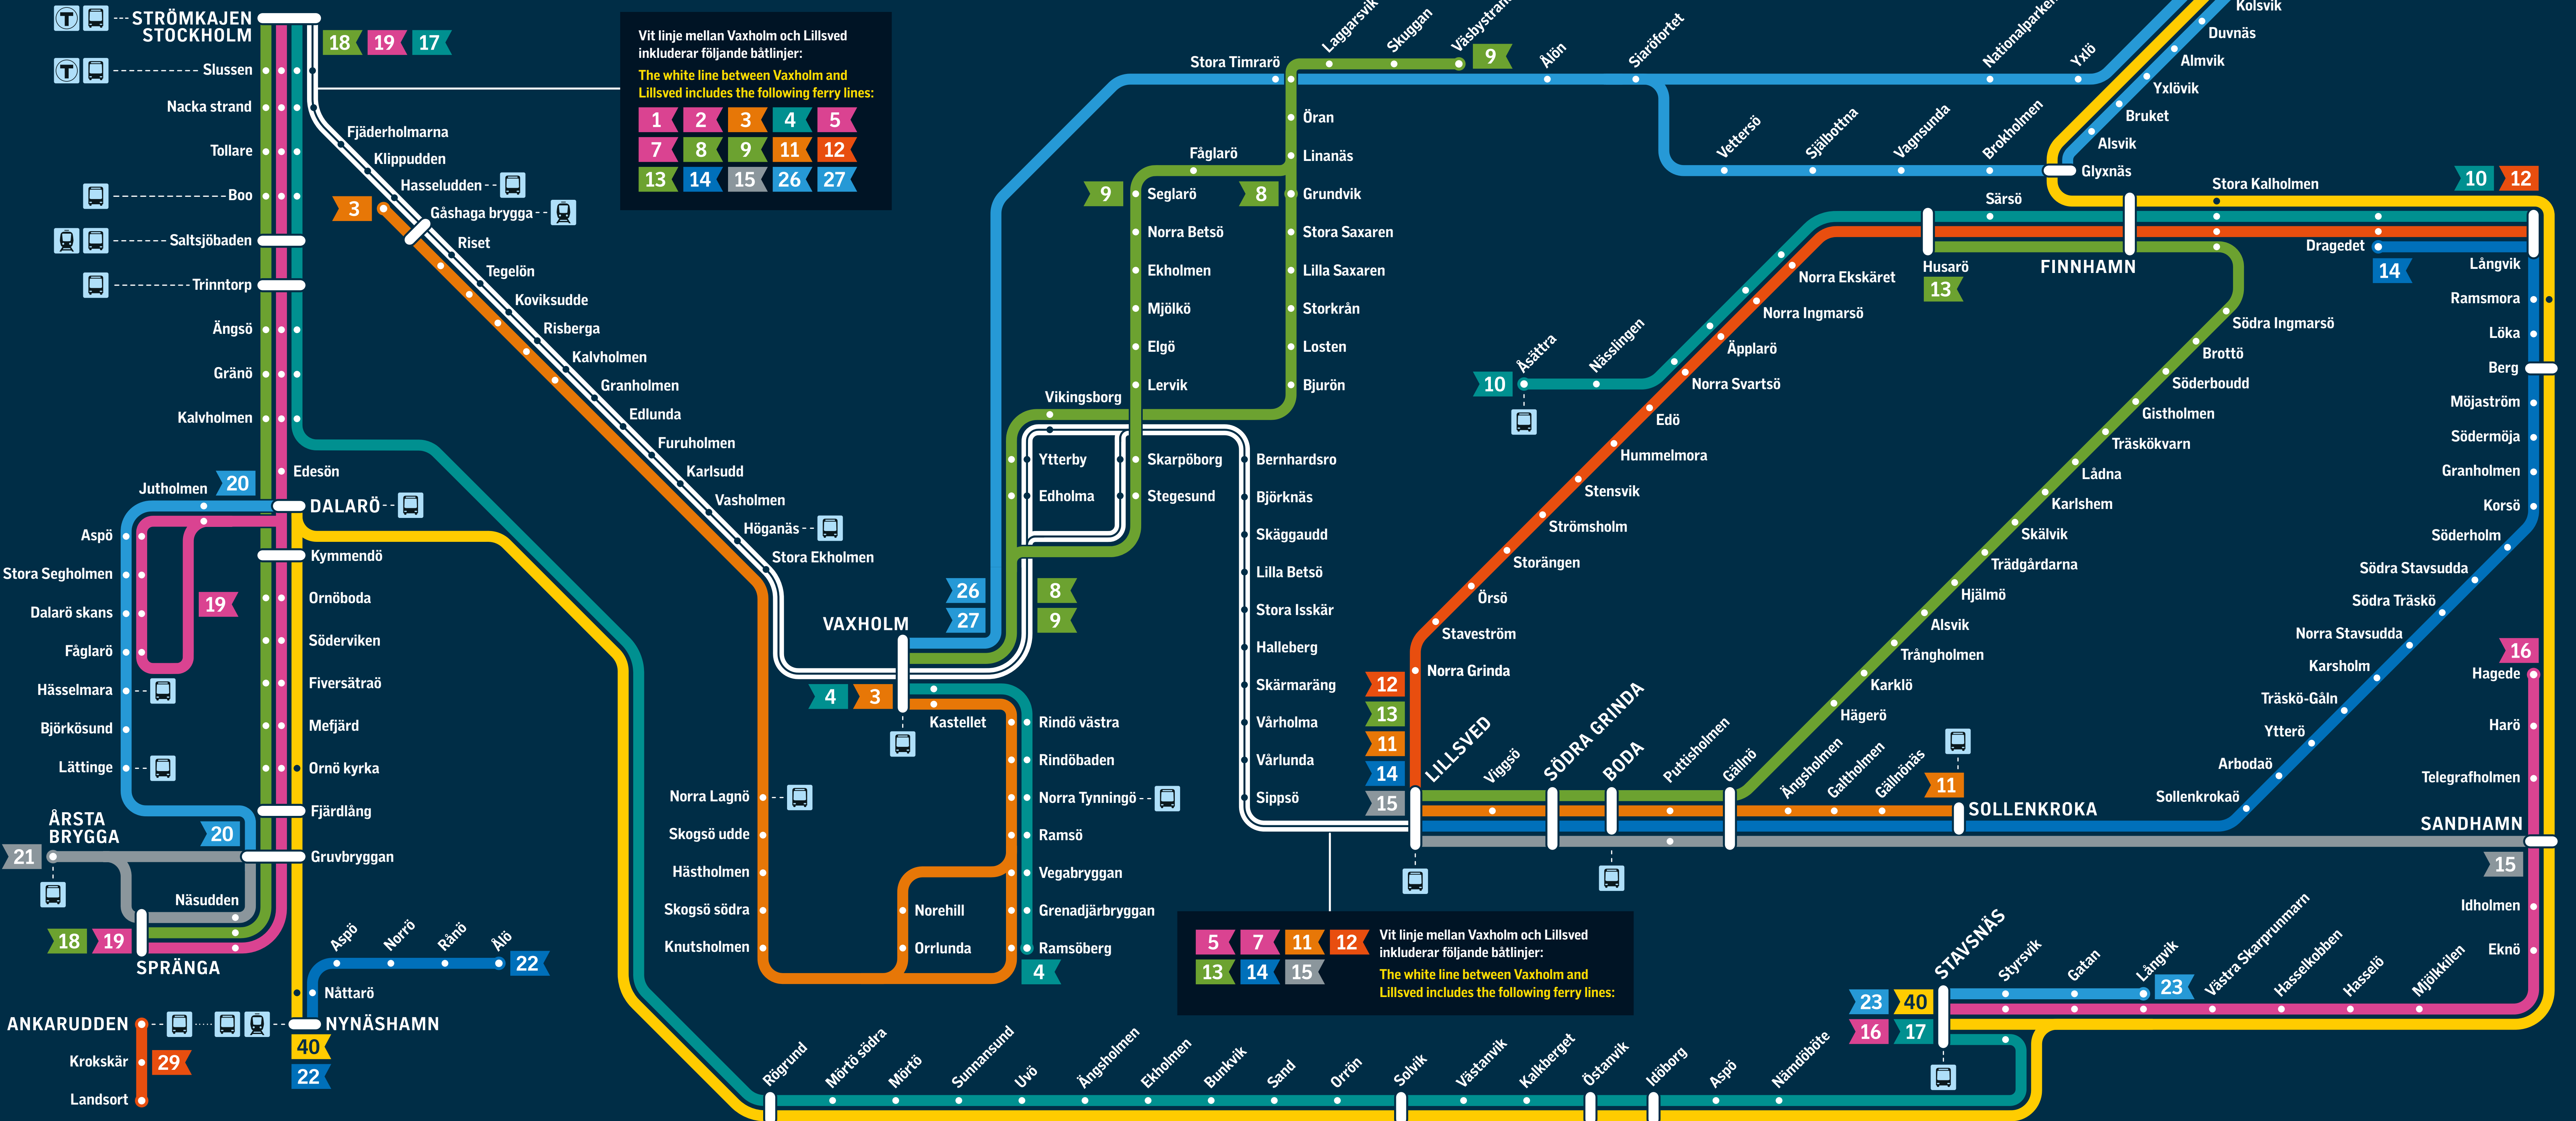 STRÖMKAJEN
STOCKHOLM
18 19 17
Slussen
Nacka strand
Tollare
Boo
Saltsjöbaden
Trinntorp
Ängsö
Gränö
Kalvholmen
Edesön
20
Jutholmen
DALARÖ
Aspö
Stora Segholmen
Dalarö skans
Fåglarö
Hässelmara
Björkösund
Lättinge
19
Kymmendö
Ornöboda
Söderviken
Fiversätraö
Mefjärd
Ornö kyrka
Fjärdlång
Gruvbryggan
ÅRSTA
BRYGGA
20
21
Näsudden
18 19
SPRÄNGA
Aspö
Norrö
Rånö
Älö
22
Nåttarö
ANKARUDDEN
NYNÄSHAMN
40
22
Krokskär
29
Landsort
Fjäderholmarna
Klippudden
Hasseludden
3
Gåshaga brygga
Riset
Tegelön
Koviksudde
Risberga
Kalvholmen
Granholmen
Edlunda
Furuholmen
Karlsudd
Vasholmen
Höganäs
Stora Ekholmen
Vit linje mellan Vaxholm och Lillsved
inkluderar följande båtlinjer:
The white line between Vaxholm and
Lillsved includes the following ferry lines:
1 2 3 4 5
7 8 9 11 12
13 14 15 26 27
VAXHOLM
26
27
8
9
4 3
Kastellet
Norra Lagnö
Skogsö udde
Hästholmen
Skogsö södra
Knutsholmen
Norehill
Orrlunda
Rindö västra
Rindöbaden
Norra Tynningö
Ramsö
Vegabryggan
Grenadjärbryggan
Ramsöberg
4
Stora Timrarö
Laggarsvik
Skuggan
Väsbystrand
9
Älön
Siaröfortet
Nationalparken
Yxlö
Öran
Linanäs
Fåglarö
9
Seglarö
8
Grundvik
Norra Betsö
Stora Saxaren
Ekholmen
Lilla Saxaren
Mjölkö
Storkrån
Elgö
Losten
Lervik
Bjurön
Vikingsborg
Ytterby
Edholma
Skarpöborg
Stegesund
Bernhardsro
Björknäs
Skäggaudd
Lilla Betsö
Stora Isskär
Halleberg
Skärmaräng
Vårholma
Vårlunda
Sippsö
Vettersö
Själbottna
Vagnsunda
Brokholmen
Kolsvik
Duvnäs
Almvik
Yxlövik
Bruket
Alsvik
Glyxnäs
Stora Kalholmen
10 12
Särsö
Husarö
13
FINNHAMN
Dragedet
14
Långvik
Norra Ekskäret
Norra Ingmarsö
Äpplarö
Norra Svartsö
Åsättra
Nässlingen
10
Edö
Hummelmora
Stensvik
Strömsholm
Storängen
Örsö
Staveström
Norra Grinda
12
13
11
14
15
Södra Ingmarsö
Brottö
Söderboudd
Gistholmen
Träskökvarn
Lådna
Karlshem
Skälvik
Trädgårdarna
Hjälmö
Alsvik
Trångholmen
Karklö
Hägerö
LILLSVED
Viggsö
SÖDRA GRINDA
BODA
Puttisholmen
Gällnö
Ängsholmen
Galtholmen
Gällnönäs
11
SOLLENKROKA
Ramsmora
Löka
Berg
Möjaström
Södermöja
Granholmen
Korsö
Söderholm
Södra Stavsudda
Södra Träskö
Norra Stavsudda
Karsholm
Träskö-Gåln
Ytterö
Arbodaö
Sollenkrokaö
16
Hagede
Harö
Telegrafholmen
SANDHAMN
15
Idholmen
Eknö
5 7 11 12
13 14 15
Vit linje mellan Vaxholm och Lillsved
inkluderar följande båtlinjer:
The white line between Vaxholm and
Lillsved includes the following ferry lines:
STAVSNÄS
Styrsvik
Gatan
Långvik
23
Västra Skarprunmarn
Hasselkobben
Hasselö
Mjölkkilen
23 40
16 17
Rögrund
Mörtö södra
Mörtö
Sunnansund
Uvö
Ängsholmen
Ekholmen
Bunkvik
Sand
Orrön
Solvik
Västanvik
Kalkberget
Östanvik
Idöborg
Aspö
Nämdöböte